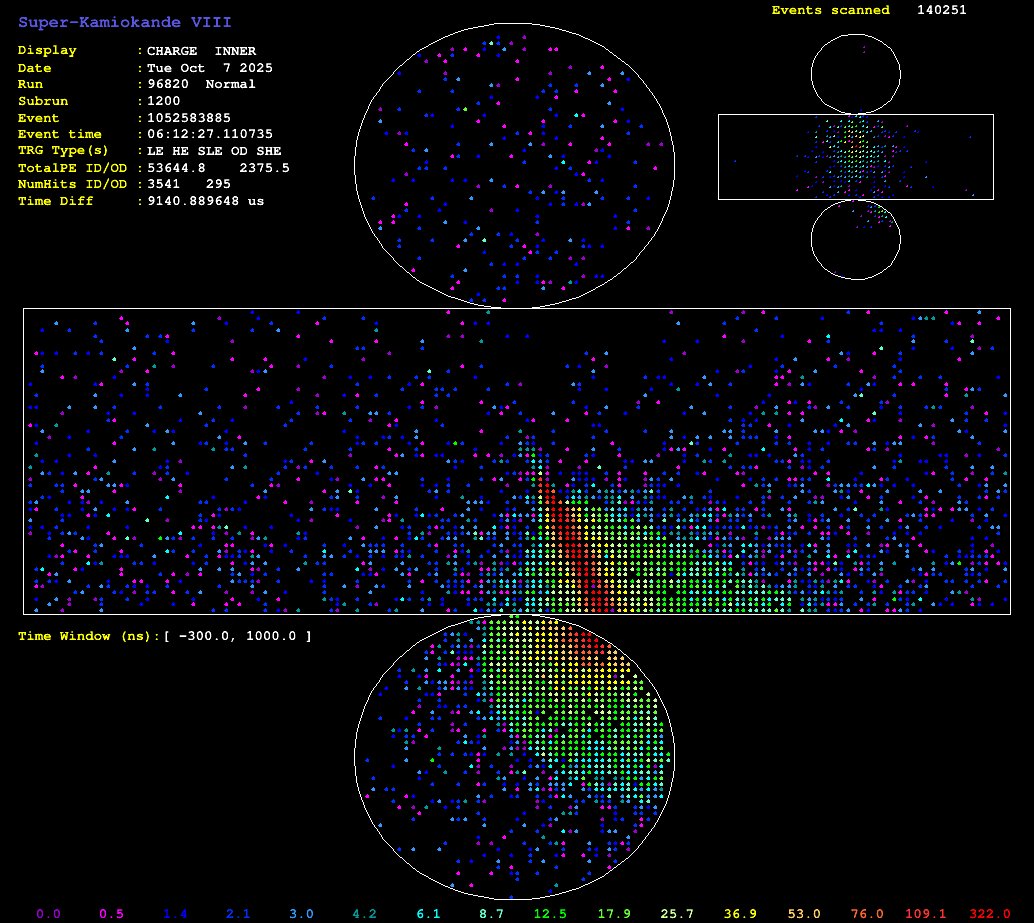 Super-Kamiokande VIII
Events scanned 140251
Display : CHARGE INNER
Date : Tue Oct 7 2025
Run : 96820 Normal
Subrun : 1200
Event : 1052583885
Event time : 06:12:27.110735
TRG Type(s) : LE HE SLE OD SHE
TotalPE ID/OD : 53644.8 2375.5
NumHits ID/OD : 3541 295
Time Diff : 9140.889648 us
Time Window (ns):[ -300.0, 1000.0 ]
0.0 0.5 1.4 2.1 3.0 4.2 6.1 8.7 12.5 17.9 25.7 36.9 53.0 76.0 109.1 322.0